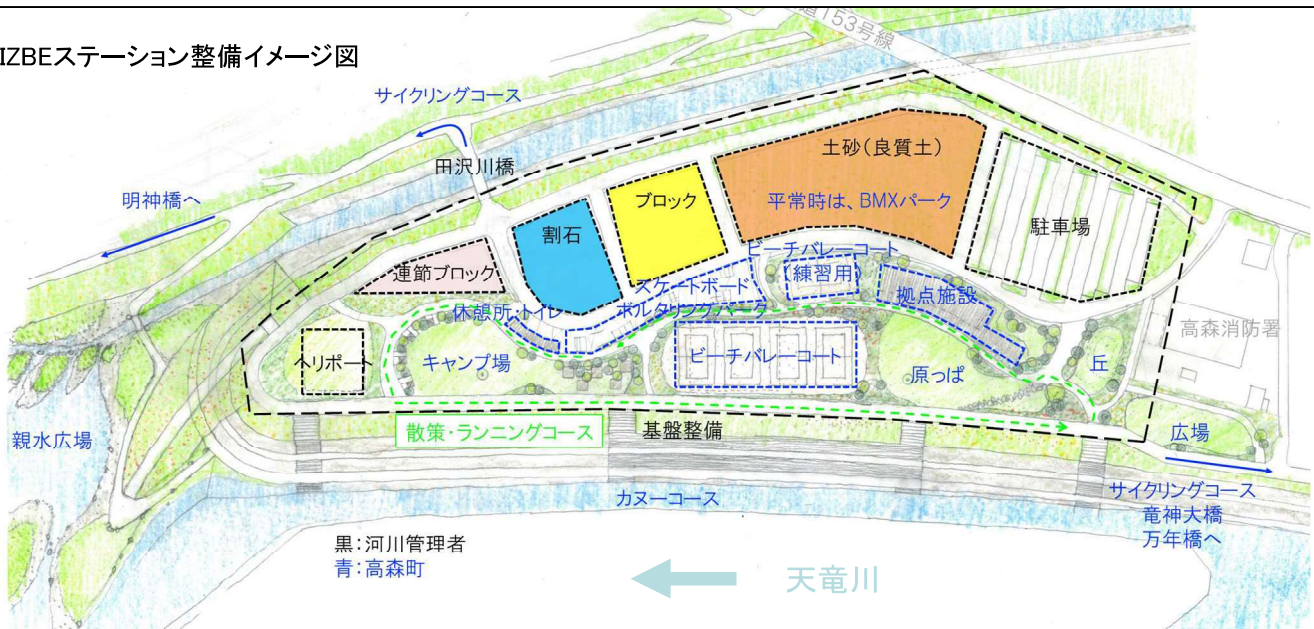 IZBEステーション整備イメージ図
道153号線
サイクリングコース
田沢川橋
明神橋へ
土砂(良質土)
平常時は、BMXパーク
ブロック
割石
駐車場
連節ブロック
ビーチバレーコート
(練習用)
スケートボード
ボルダリングパーク
拠点施設
休憩所・トイレ
ヘリポート
キャンプ場
ビーチバレーコート
原っぱ
丘
高森消防署
散策・ランニングコース
基盤整備
親水広場
広場
カヌーコース
サイクリングコース
竜神大橋
万年橋へ
黒:河川管理者
青:高森町
天竜川